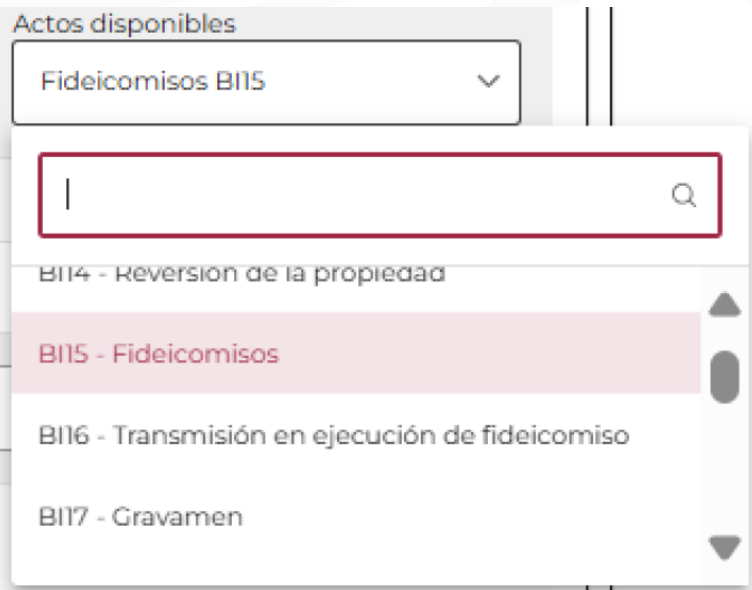 Actos disponibles
Fideicomisos BI15
BI14 - Reversión de la propiedad
BI15 - Fideicomisos
BI16 - Transmisión en ejecución de fideicomiso
BI17 - Gravamen